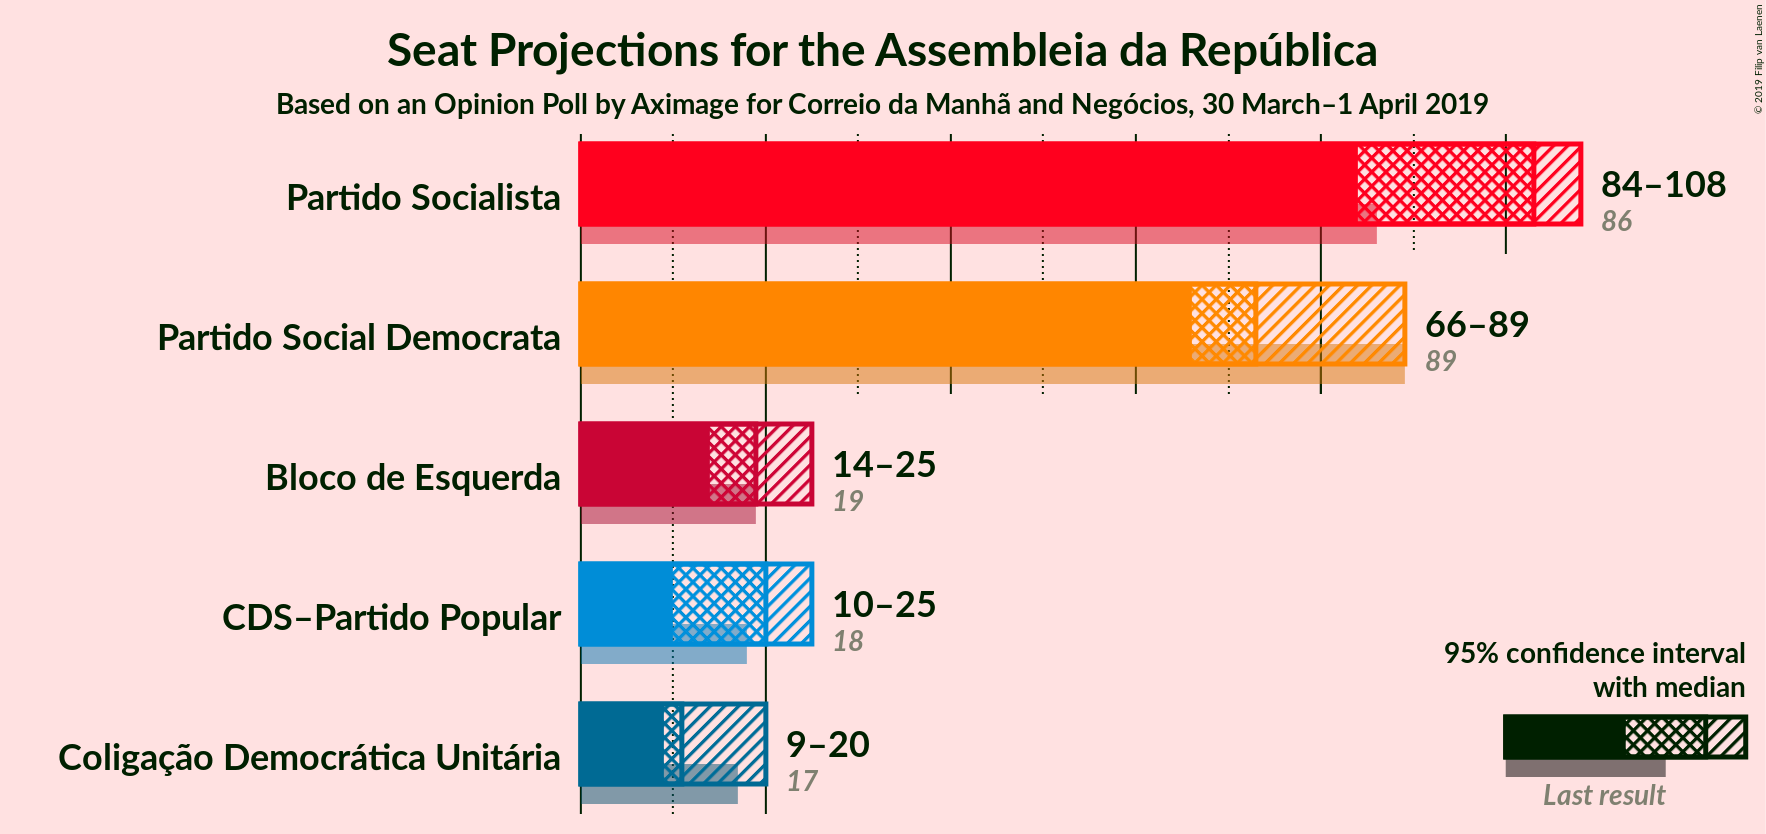 Seat Projections for the Assembleia da República
Based on an Opinion Poll by Aximage for Correio da Manhã and Negócios, 30 March–1 April 2019
© 2019 Filip van Laenen
Partido Socialista
84–108
86
Partido Social Democrata
66–89
89
Bloco de Esquerda
14–25
19
CDS–Partido Popular
10–25
18
Coligação Democrática Unitária
9–20
17
95% confidence interval
with median
Last result